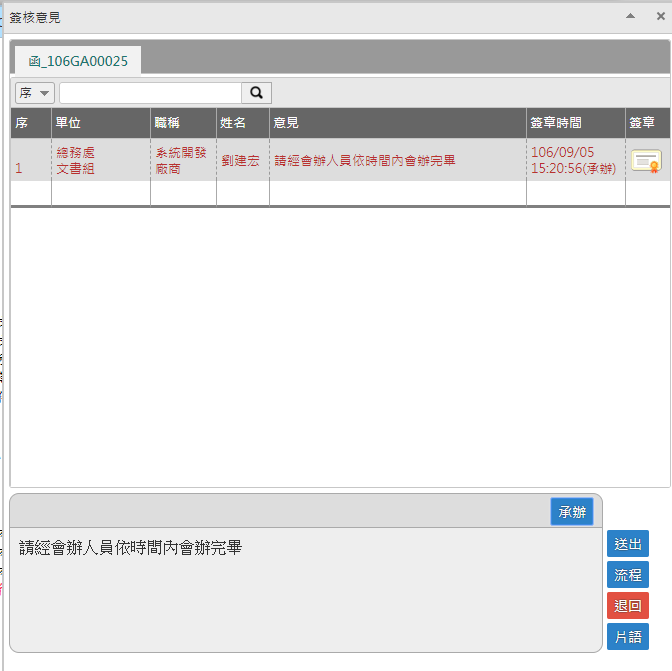 簽核意見
函_106GA00025
序
序 單位 職稱 姓名 意見 簽章時間 簽章
1 總務處 文書組 系統開發 廠商 劉建宏 請經會辦人員依時間內會辦完畢 106/09/05 15:20:56(承辦)
承辦
請經會辦人員依時間內會辦完畢
送出
流程
退回
片語